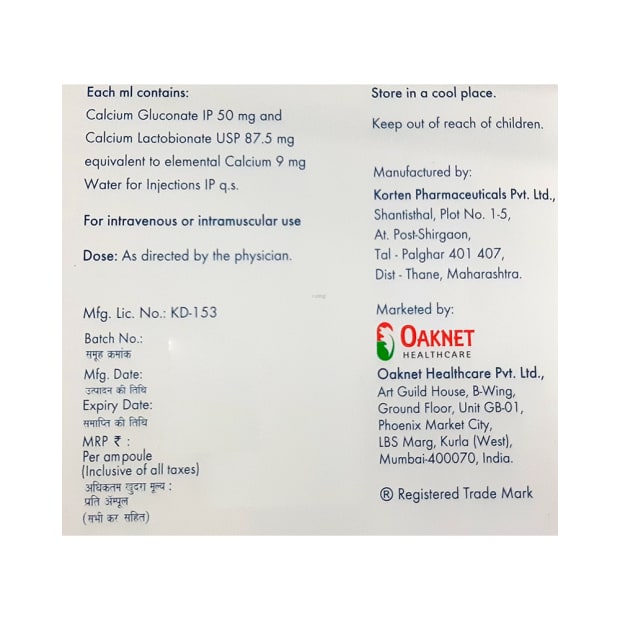 Each ml contains:
Calcium Gluconate IP 50 mg and
Calcium Lactobionate USP 87.5 mg
equivalent to elemental Calcium 9 mg
Water for Injections IP q.s.
For intravenous or intramuscular use
Dose: As directed by the physician.
Mfg. Lic. No.: KD-153
Batch No.:
समूह क्रमांक
Mfg. Date:
उत्पादन की तिथि
Expiry Date:
समाप्ति की तिथि
MRP ₹ :
Per ampoule
(Inclusive of all taxes)
अधिकतम खुदरा मूल्य :
प्रति ॲम्पूल
(सभी कर सहित)
Store in a cool place.
Keep out of reach of children.
Manufactured by:
Korten Pharmaceuticals Pvt. Ltd.,
Shantisthal, Plot No. 1-5,
At. Post-Shirgaon,
Tal - Palghar 401 407,
Dist - Thane, Maharashtra.
Marketed by:
OAKNET
HEALTHCARE
Oaknet Healthcare Pvt. Ltd.,
Art Guild House, B-Wing,
Ground Floor, Unit GB-01,
Phoenix Market City,
LBS Marg, Kurla (West),
Mumbai-400070, India.
® Registered Trade Mark